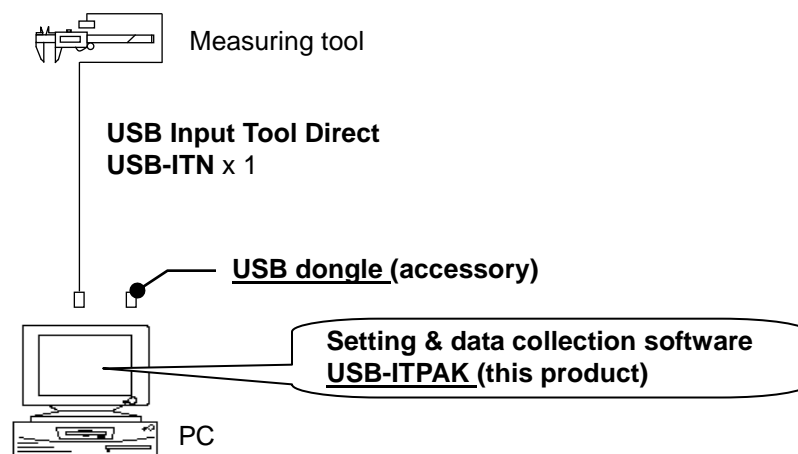 Measuring tool
USB Input Tool Direct
USB-ITN x 1
USB dongle (accessory)
Setting & data collection software
USB-ITPAK (this product)
PC